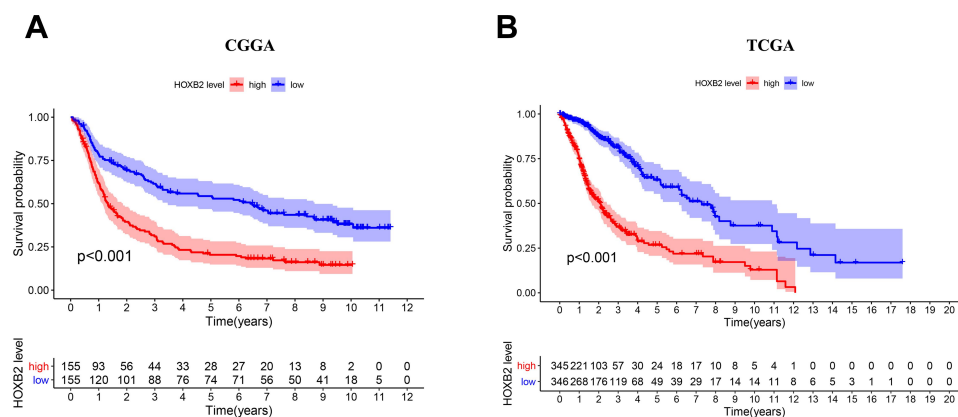 A
CGGA
HOXB2 level high low
1.00
0.75
0.50
0.25
0.00
Survival probability
p<0.001
0 1 2 3 4 5 6 7 8 9 10 11 12
Time(years)
HOXB2 level
high 155 93 56 44 33 28 27 20 13 8 2 0 0
low 155 120 101 88 76 74 71 56 50 41 18 5 0
0 1 2 3 4 5 6 7 8 9 10 11 12
Time(years)
B
TCGA
HOXB2 level high low
1.00
0.75
0.50
0.25
0.00
Survival probability
p<0.001
0 1 2 3 4 5 6 7 8 9 10 11 12 13 14 15 16 17 18 19 20
Time(years)
HOXB2 level
high 345 221 103 57 30 24 18 17 10 8 5 4 1 0 0 0 0 0 0 0 0
low 346 268 176 119 68 49 39 29 17 14 14 11 8 6 5 3 1 1 0 0 0
0 1 2 3 4 5 6 7 8 9 10 11 12 13 14 15 16 17 18 19 20
Time(years)